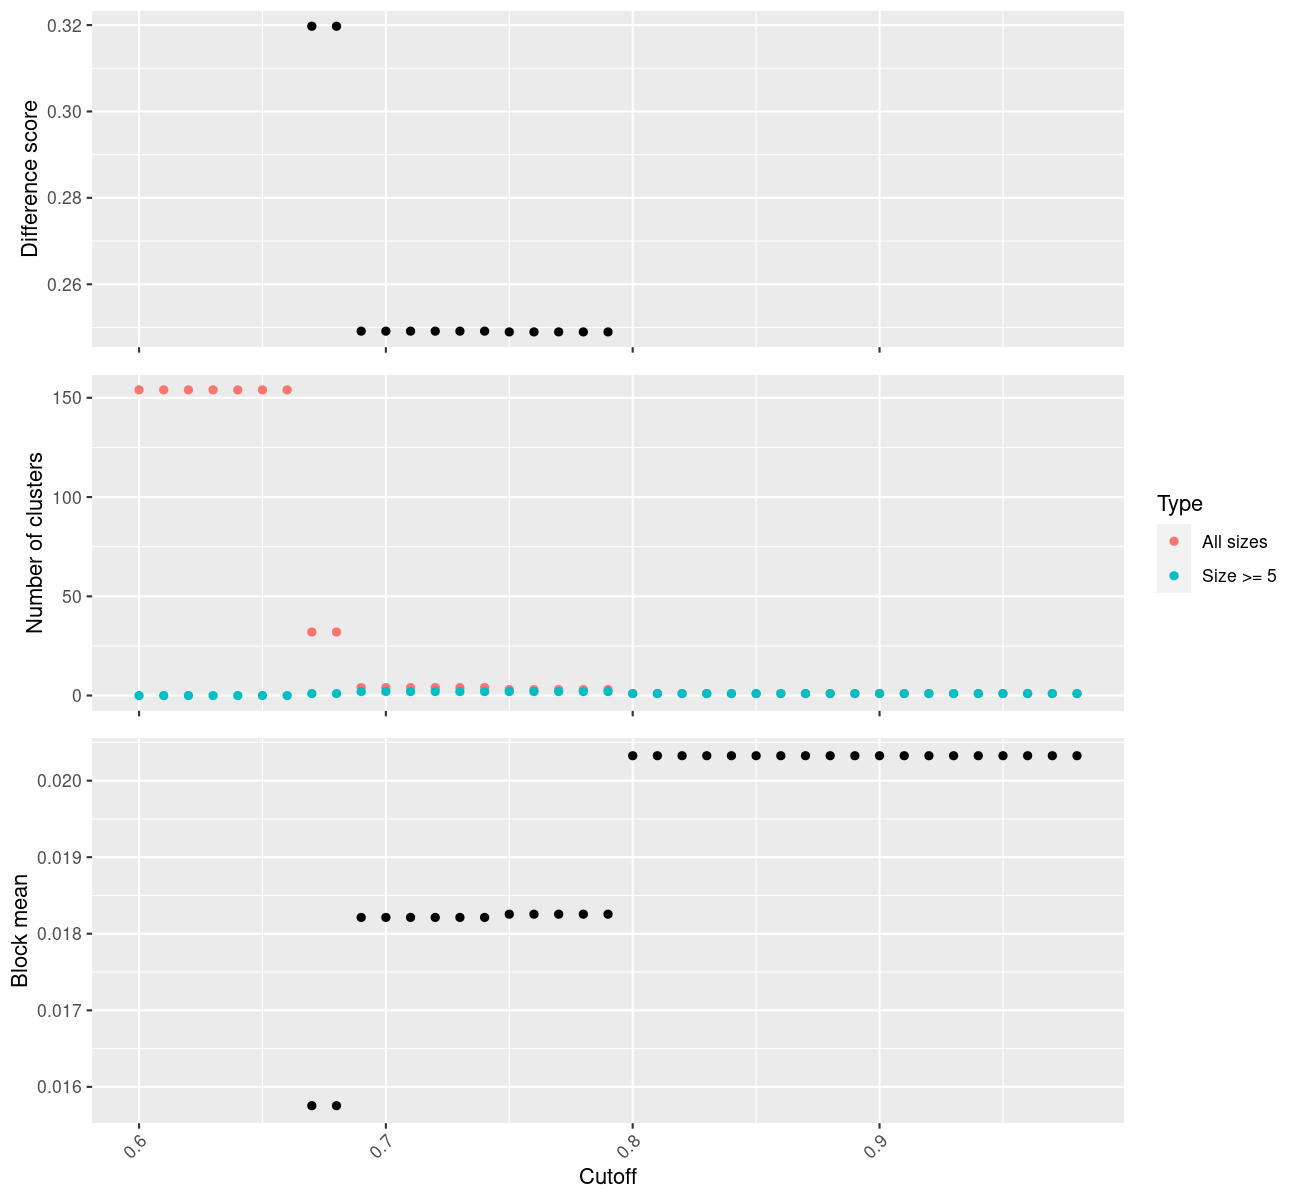 0.32
0.30
0.28
0.26
Difference score
150
100
50
0
Number of clusters
Type
All sizes
Size >= 5
0.020
0.019
0.018
0.017
0.016
Block mean
0.6 0.7 0.8 0.9
Cutoff